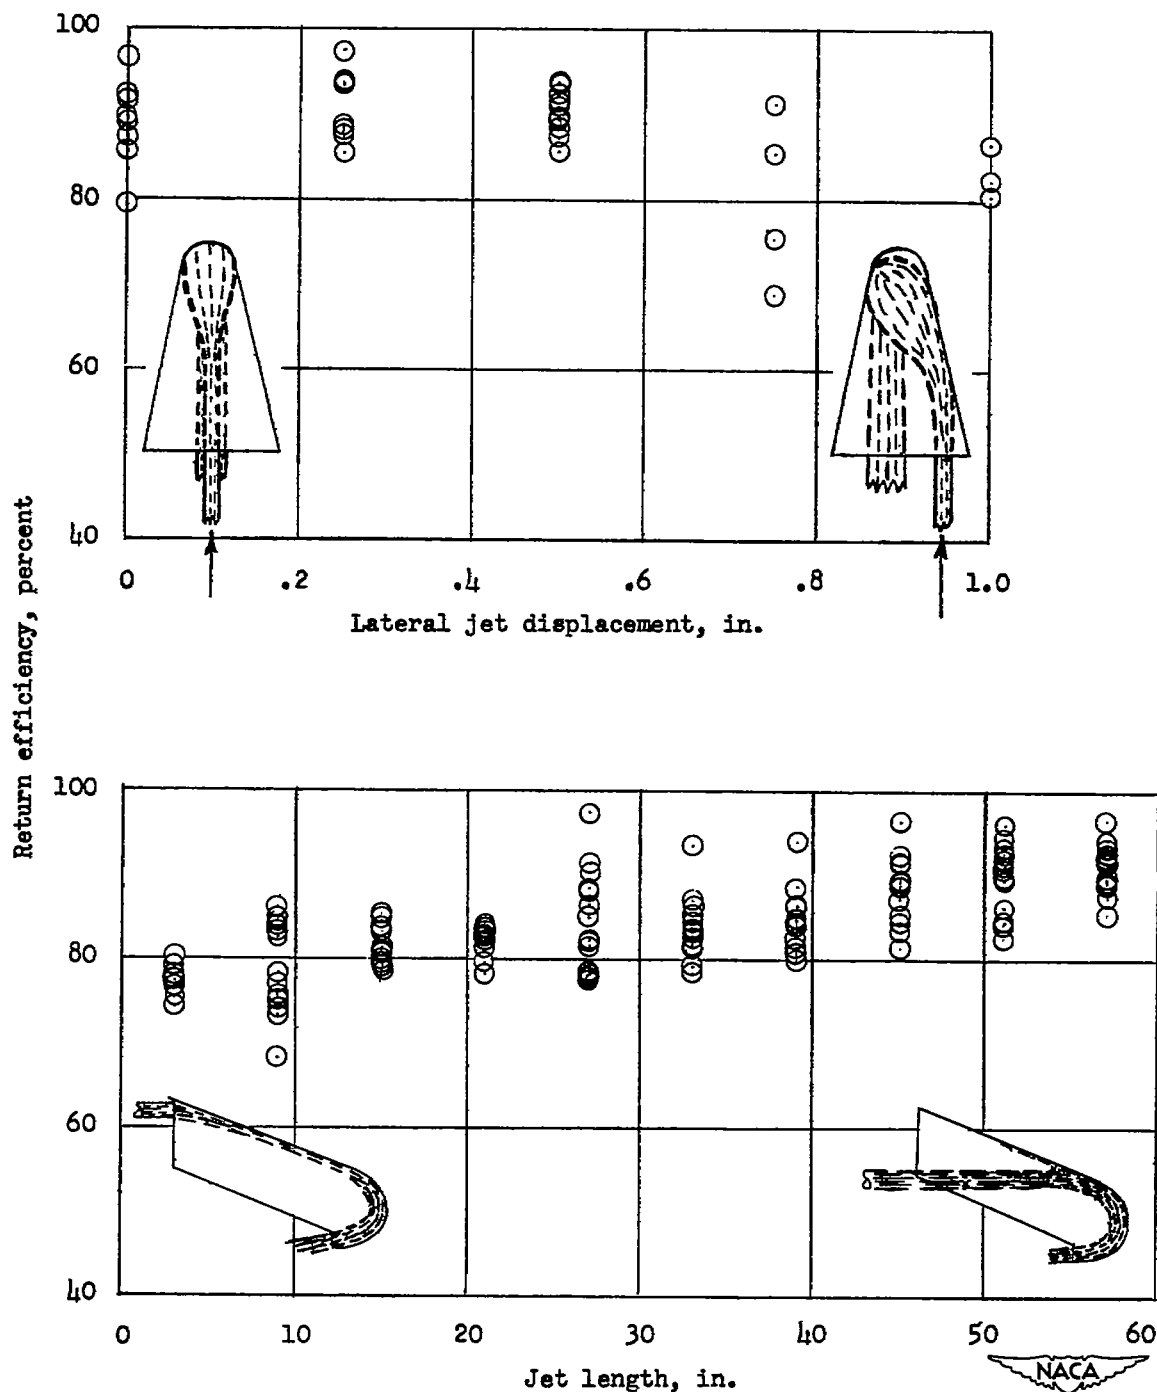 100
80
60
40
0 .2 .4 .6 .8 1.0
Lateral jet displacement, in.
Return efficiency, percent
100
80
60
40
0 10 20 30 40 50 60
Jet length, in.
NACA